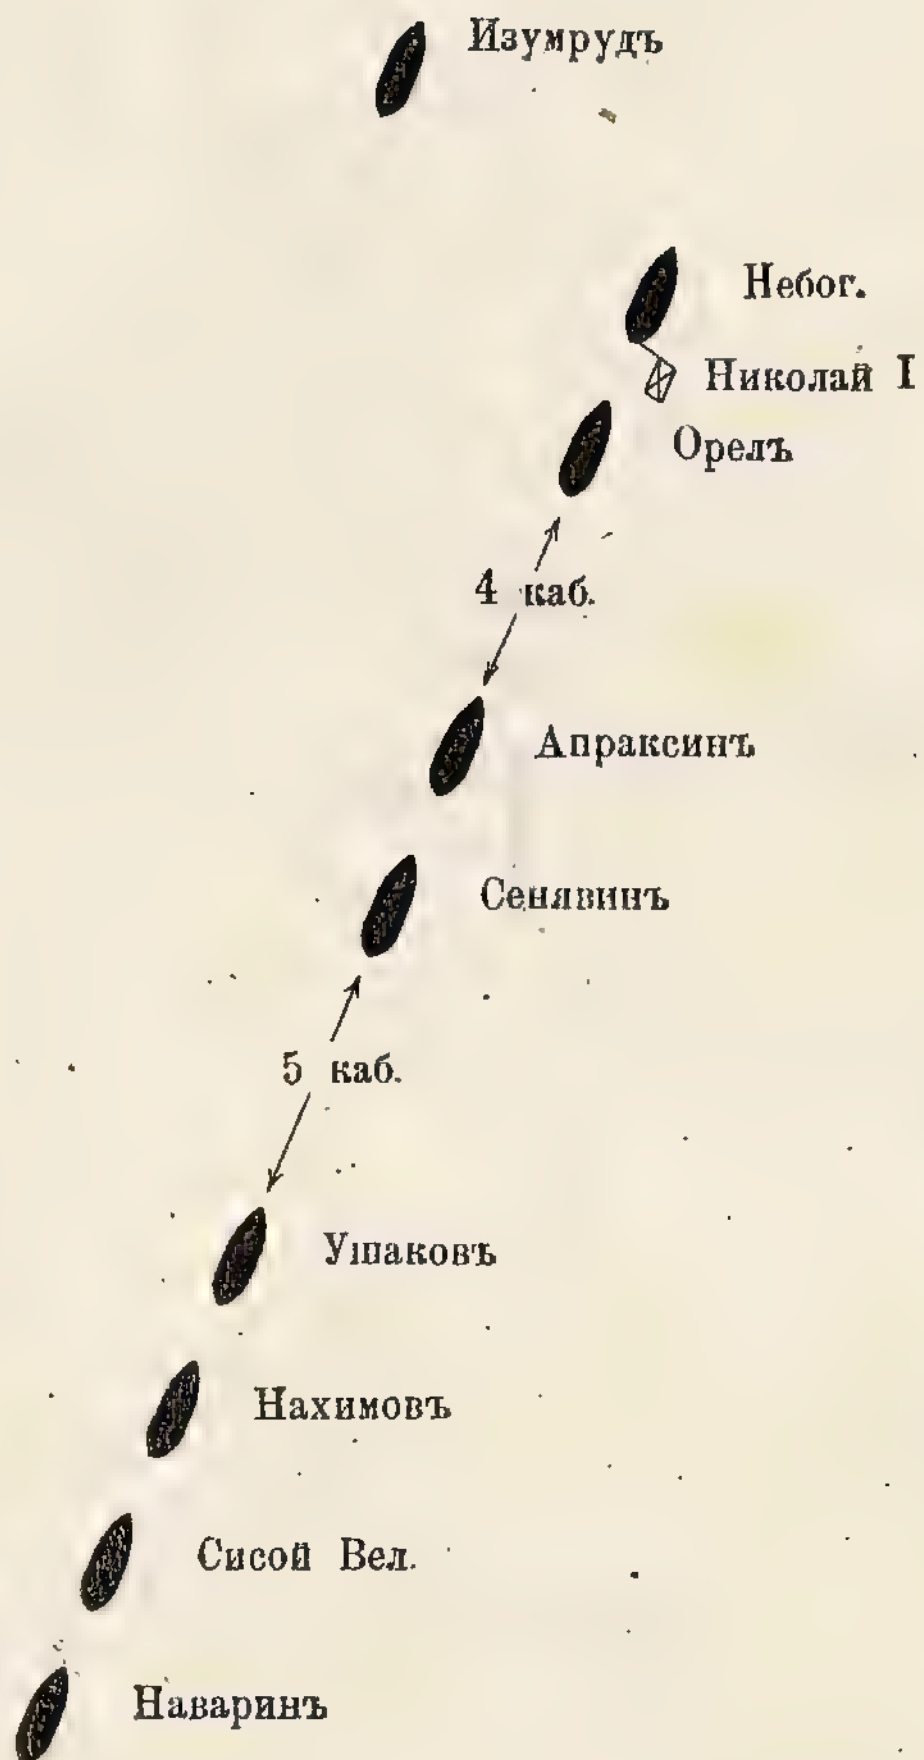 Изумрудъ
Небог.
Николай I
Орелъ
4 каб.
Апраксинъ
Сенявинъ
5 каб.
Ушаковъ
Нахимовъ
Сисой Вел.
Наваринъ